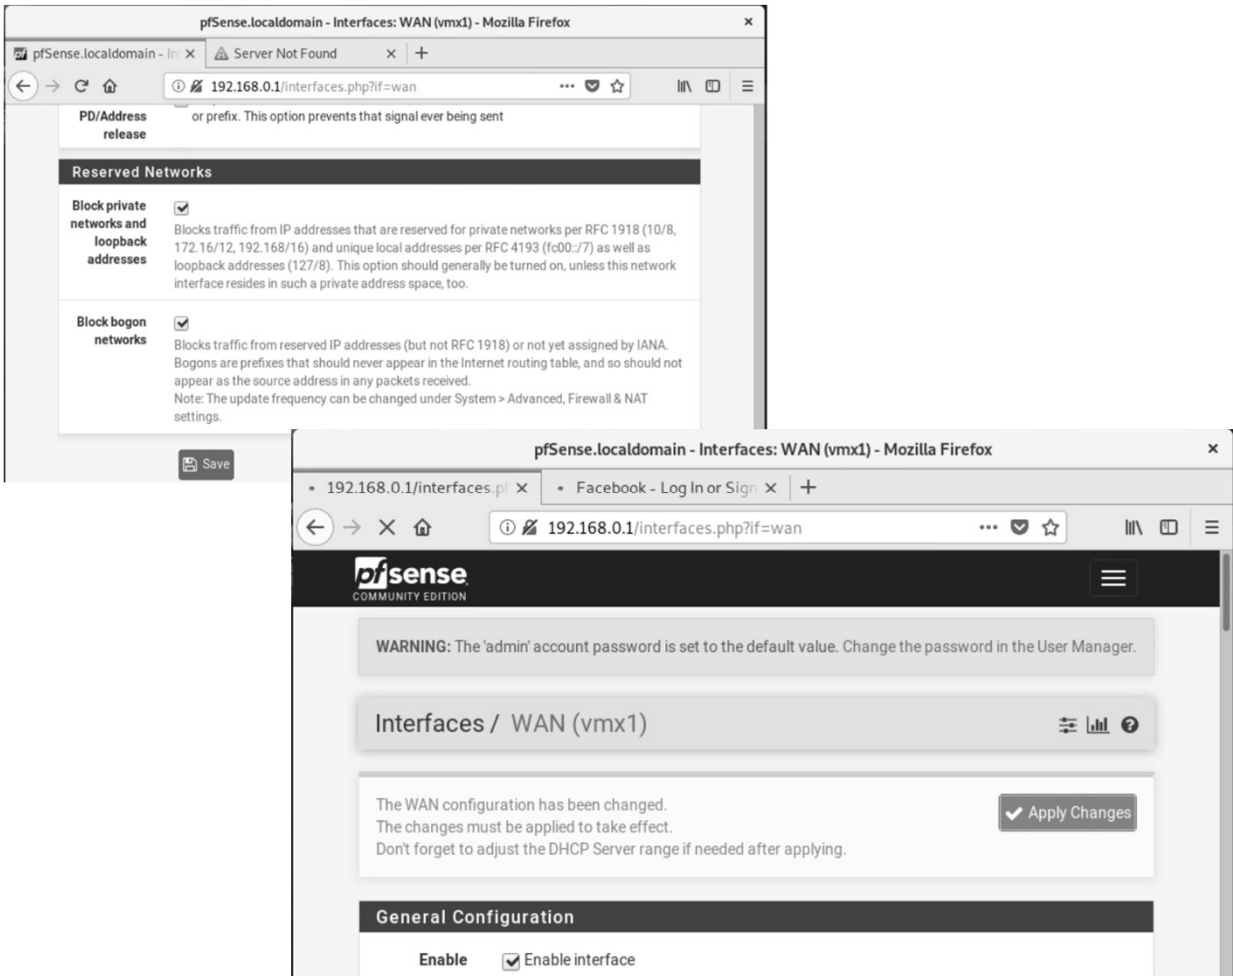 pfSense.localdomain - Interfaces: WAN (vmx1) - Mozilla Firefox
pfSense.localdomain - In
Server Not Found
192.168.0.1/interfaces.php?if=wan
PD/Address
release
or prefix. This option prevents that signal ever being sent
Reserved Networks
Block private
networks and
loopback
addresses
Blocks traffic from IP addresses that are reserved for private networks per RFC 1918 (10/8,
172.16/12, 192.168/16) and unique local addresses per RFC 4193 (fc00::/7) as well as
loopback addresses (127/8). This option should generally be turned on, unless this network
interface resides in such a private address space, too.
Block bogon
networks
Blocks traffic from reserved IP addresses (but not RFC 1918) or not yet assigned by IANA.
Bogons are prefixes that should never appear in the Internet routing table, and so should not
appear as the source address in any packets received.
Note: The update frequency can be changed under System > Advanced, Firewall & NAT
settings.
Save
pfSense.localdomain - Interfaces: WAN (vmx1) - Mozilla Firefox
192.168.0.1/interfaces.p
Facebook - Log In or Sign
192.168.0.1/interfaces.php?if=wan
pfsense
COMMUNITY EDITION
WARNING: The 'admin' account password is set to the default value. Change the password in the User Manager.
Interfaces / WAN (vmx1)
The WAN configuration has been changed.
The changes must be applied to take effect.
Don't forget to adjust the DHCP Server range if needed after applying.
Apply Changes
General Configuration
Enable
Enable interface